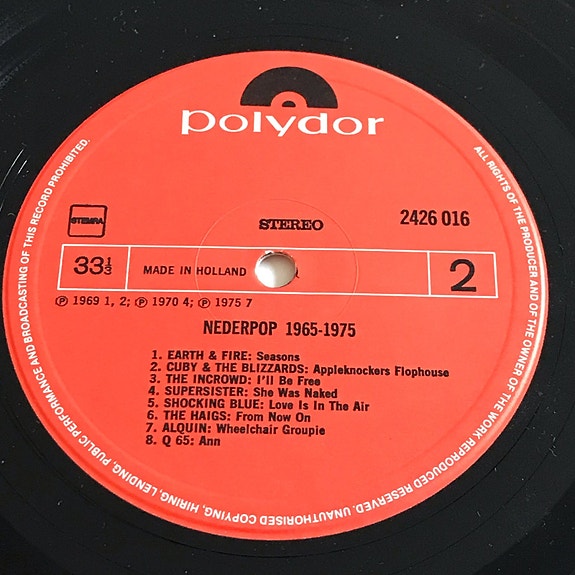 polydor
STEMRA
STEREO
2426 016
33⅓
MADE IN HOLLAND
2
℗ 1969 1, 2; ℗ 1970 4; ℗ 1975 7
NEDERPOP 1965-1975
1. EARTH & FIRE: Seasons
2. CUBY & THE BLIZZARDS: Appleknockers Flophouse
3. THE INCROWD: I'll Be Free
4. SUPERSISTER: She Was Naked
5. SHOCKING BLUE: Love Is In The Air
6. THE HAIGS: From Now On
7. ALQUIN: Wheelchair Groupie
8. Q 65: Ann
ALL RIGHTS OF THE PRODUCER AND OF THE OWNER OF THE WORK REPRODUCED RESERVED. UNAUTHORISED COPYING, HIRING, LENDING, PUBLIC PERFORMANCE AND BROADCASTING OF THIS RECORD PROHIBITED.